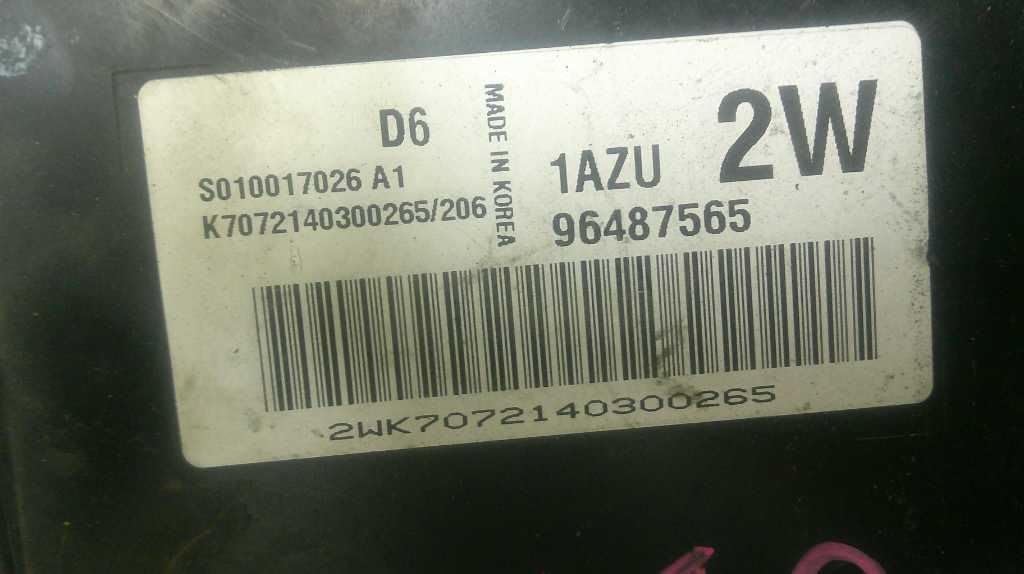 D6
S010017026 A1
K7072140300265/206
MADE IN KOREA
1AZU
2W
96487565
2WK7072140300265